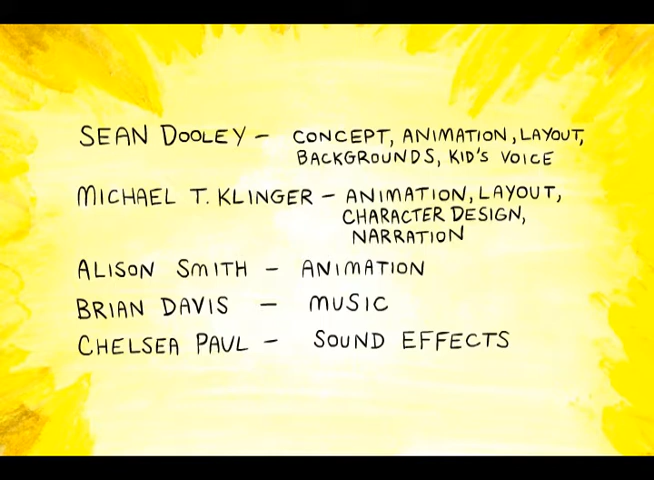 SEAN DOOLEY – CONCEPT, ANIMATION, LAYOUT,
BACKGROUNDS, KID'S VOICE
MICHAEL T. KLINGER – ANIMATION, LAYOUT,
CHARACTER DESIGN,
NARRATION
ALISON SMITH – ANIMATION
BRIAN DAVIS – MUSIC
CHELSEA PAUL – SOUND EFFECTS